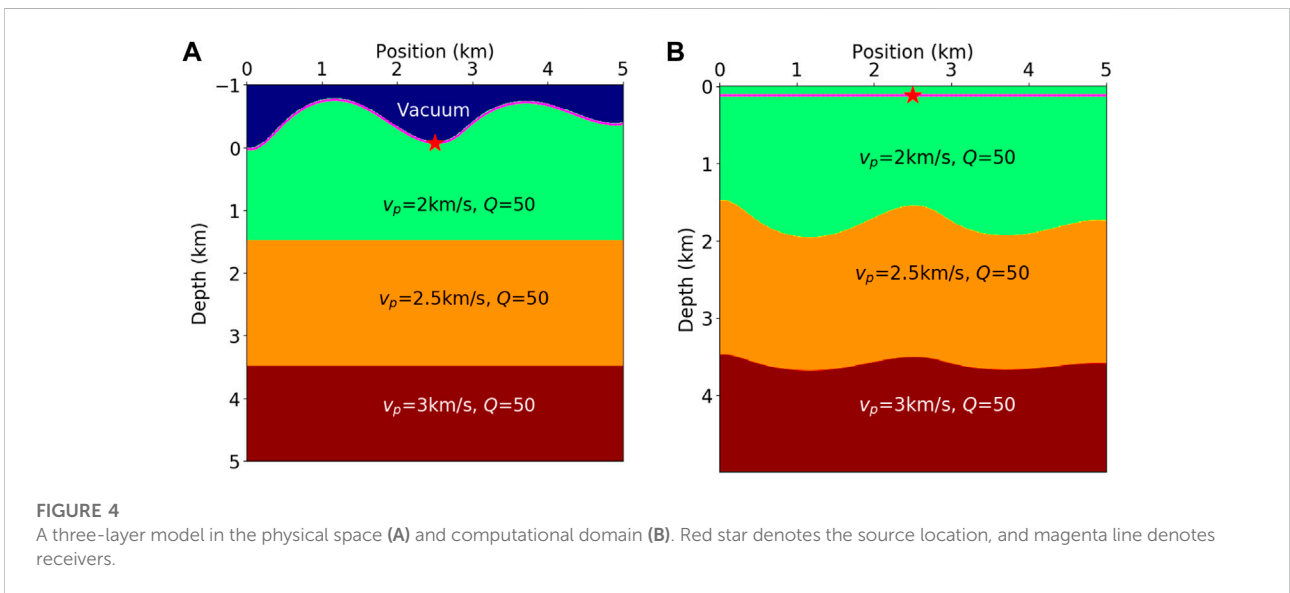 A
Position (km)
0 1 2 3 4 5
−1
0
1
2
3
4
5
Depth (km)
Vacuum
vp=2km/s, Q=50
vp=2.5km/s, Q=50
vp=3km/s, Q=50
B
Position (km)
0 1 2 3 4 5
0
1
2
3
4
Depth (km)
vp=2km/s, Q=50
vp=2.5km/s, Q=50
vp=3km/s, Q=50
FIGURE 4
A three-layer model in the physical space (A) and computational domain (B). Red star denotes the source location, and magenta line denotes
receivers.